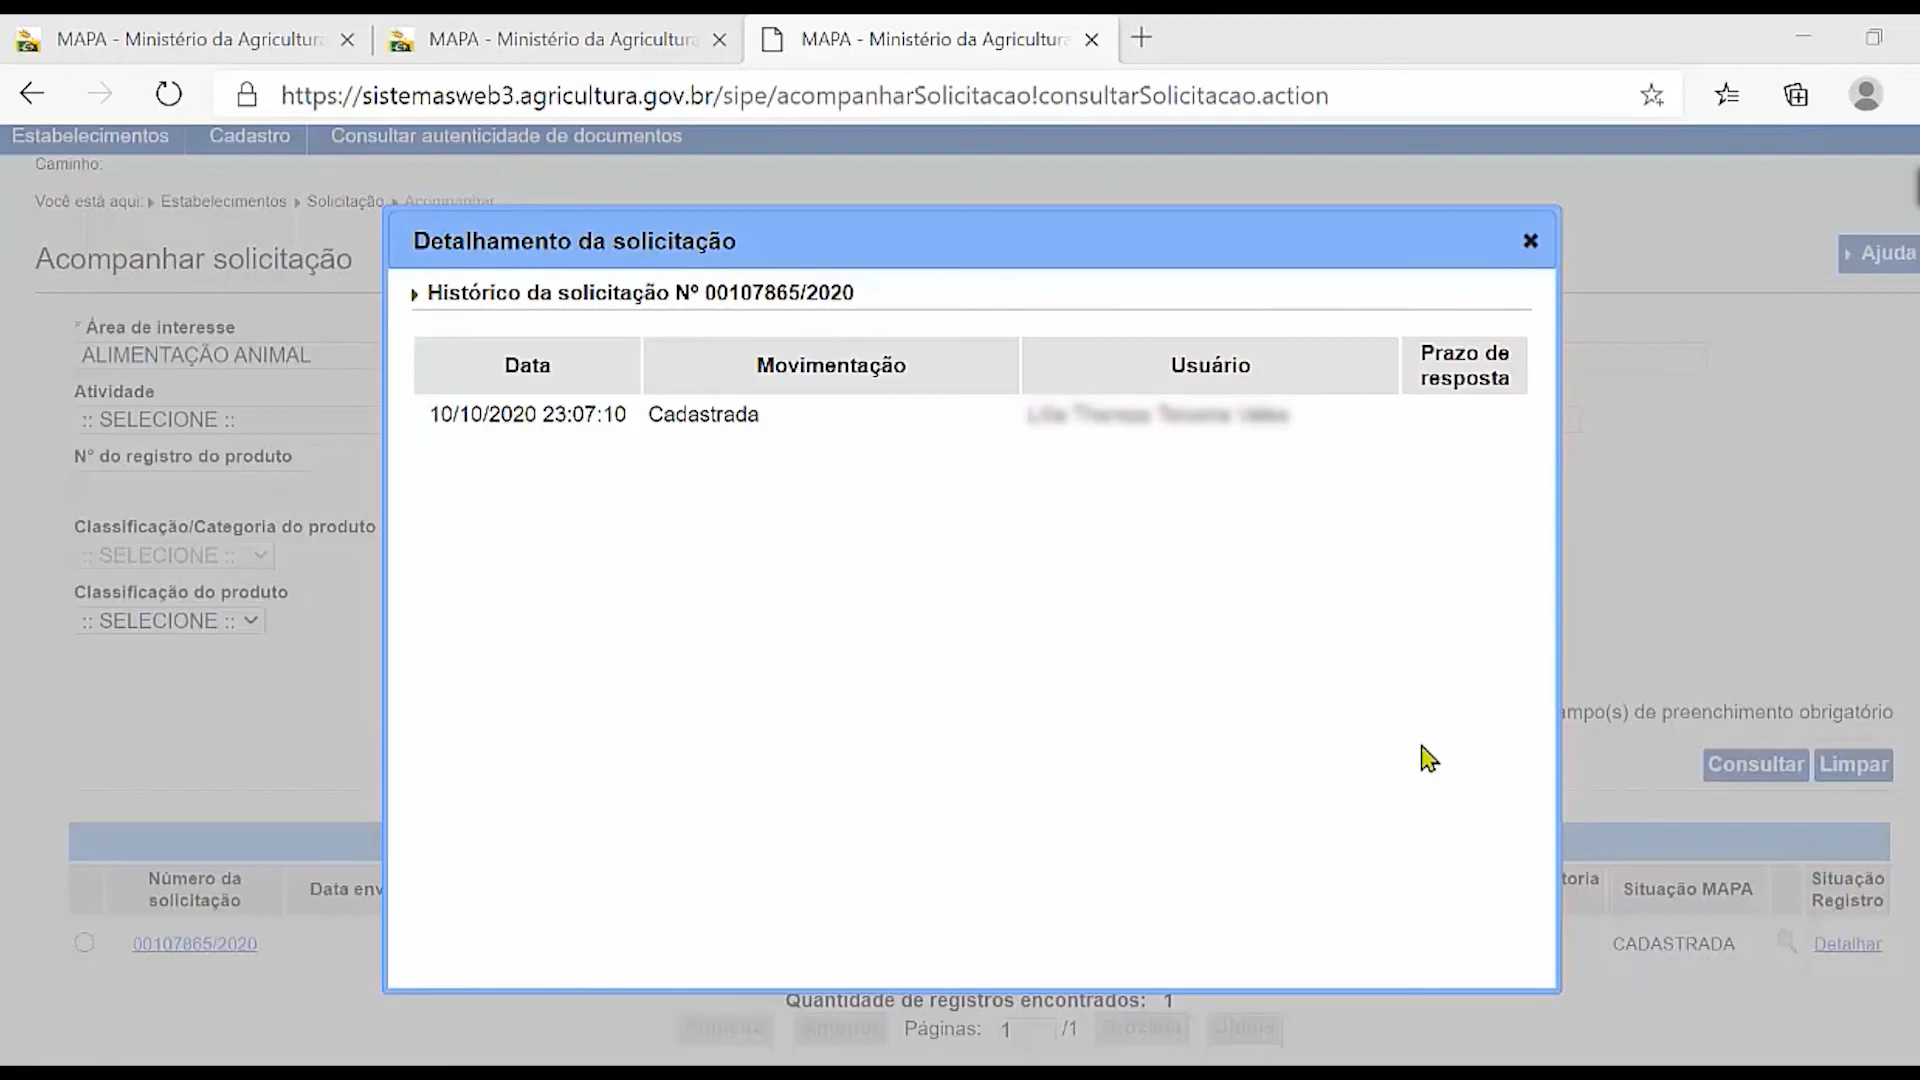 MAPA - Ministério da Agricultura
MAPA - Ministério da Agricultura
MAPA - Ministério da Agricultura
https://sistemasweb3.agricultura.gov.br/sipe/acompanharSolicitacao!consultarSolicitacao.action
Estabelecimentos Cadastro Consultar autenticidade de documentos
Caminho:
Você está aqui: Estabelecimentos Solicitação Acompanhar
Detalhamento da solicitação
Acompanhar solicitação
Ajuda
Histórico da solicitação Nº 00107865/2020
* Área de interesse
ALIMENTAÇÃO ANIMAL
Data Movimentação Usuário Prazo de resposta
10/10/2020 23:07:10 Cadastrada
Atividade
:: SELECIONE ::
N° do registro do produto
Classificação/Categoria do produto
:: SELECIONE ::
Classificação do produto
:: SELECIONE ::
ampo(s) de preenchimento obrigatório
Consultar Limpar
Número da solicitação Data env toria Situação MAPA Situação Registro
00107865/2020 CADASTRADA Detalhar
Quantidade de registros encontrados: 1
Páginas: 1 /1